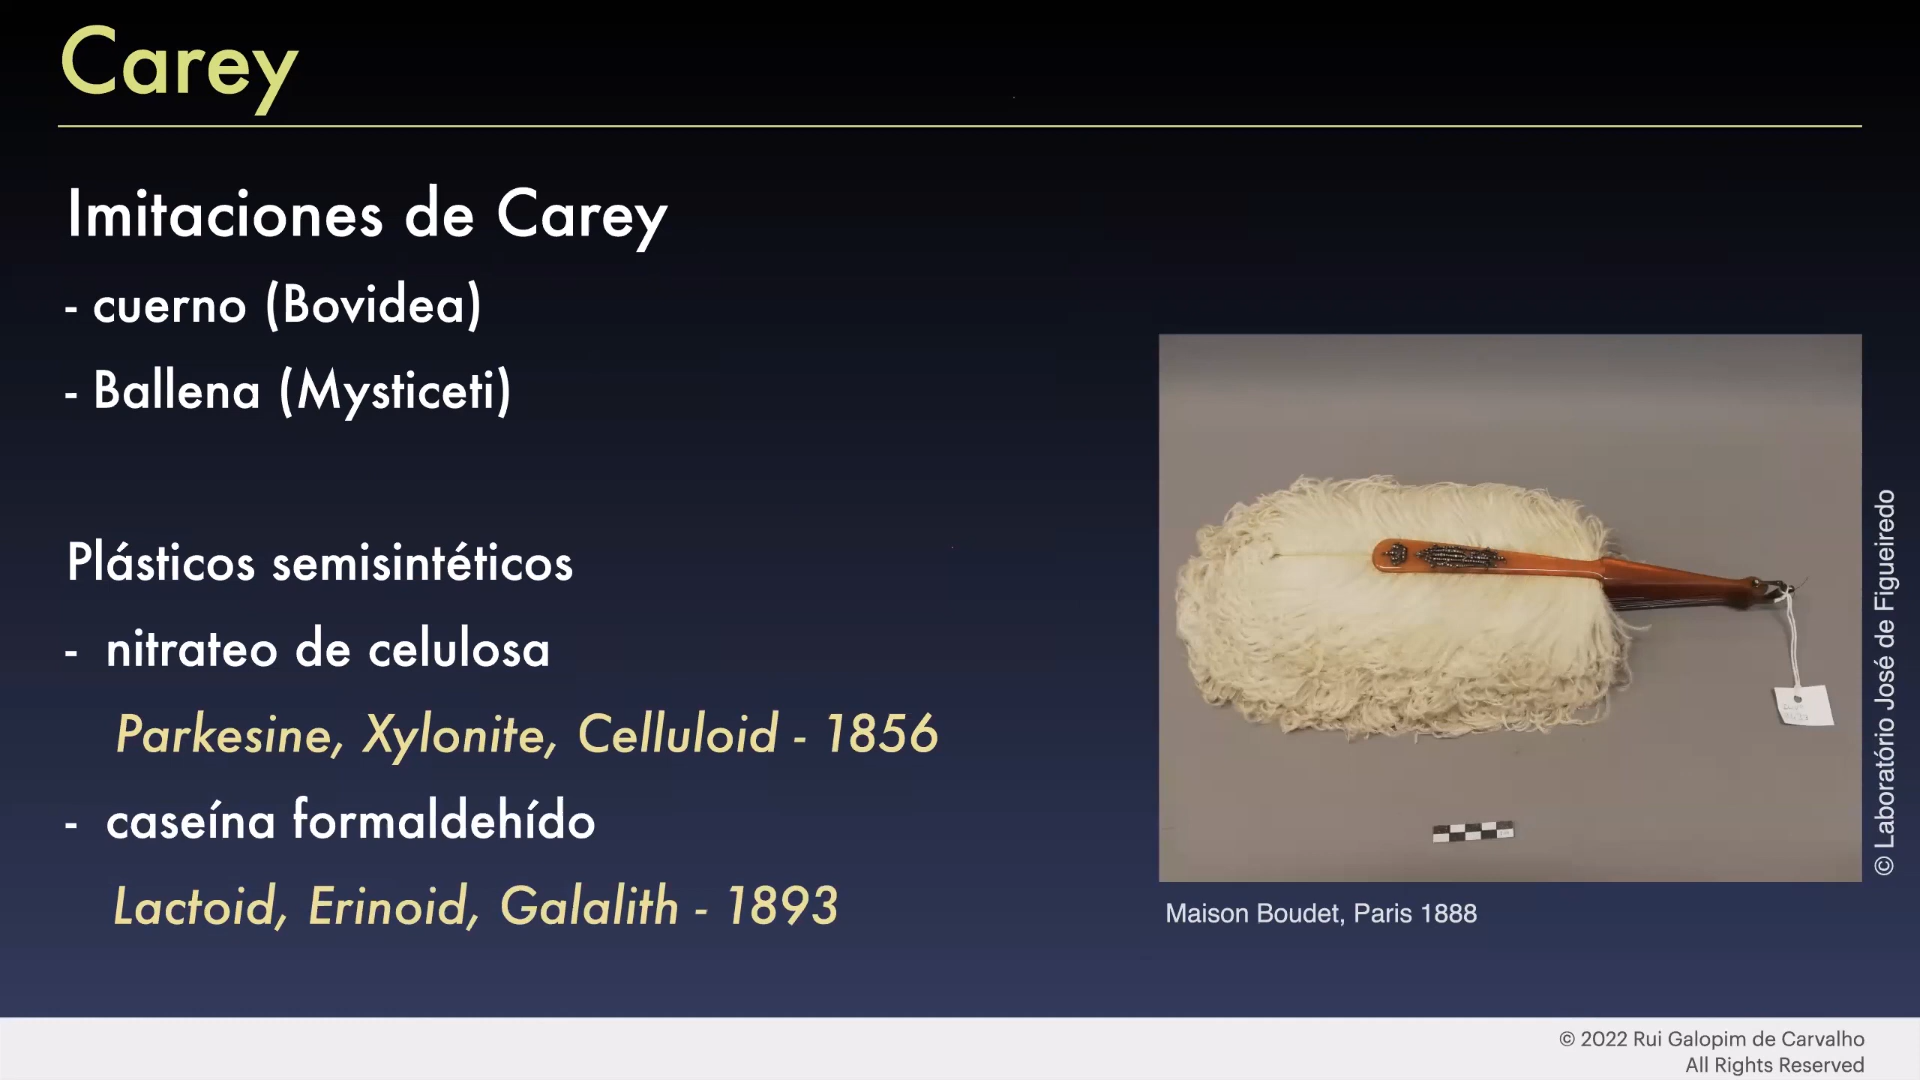 Carey
Imitaciones de Carey
- cuerno (Bovidea)
- Ballena (Mysticeti)
Plásticos semisintéticos
- nitrateo de celulosa
Parkesine, Xylonite, Celluloid - 1856
- caseína formaldehído
Lactoid, Erinoid, Galalith - 1893
© Laboratório José de Figueiredo
Maison Boudet, Paris 1888
© 2022 Rui Galopim de Carvalho
All Rights Reserved